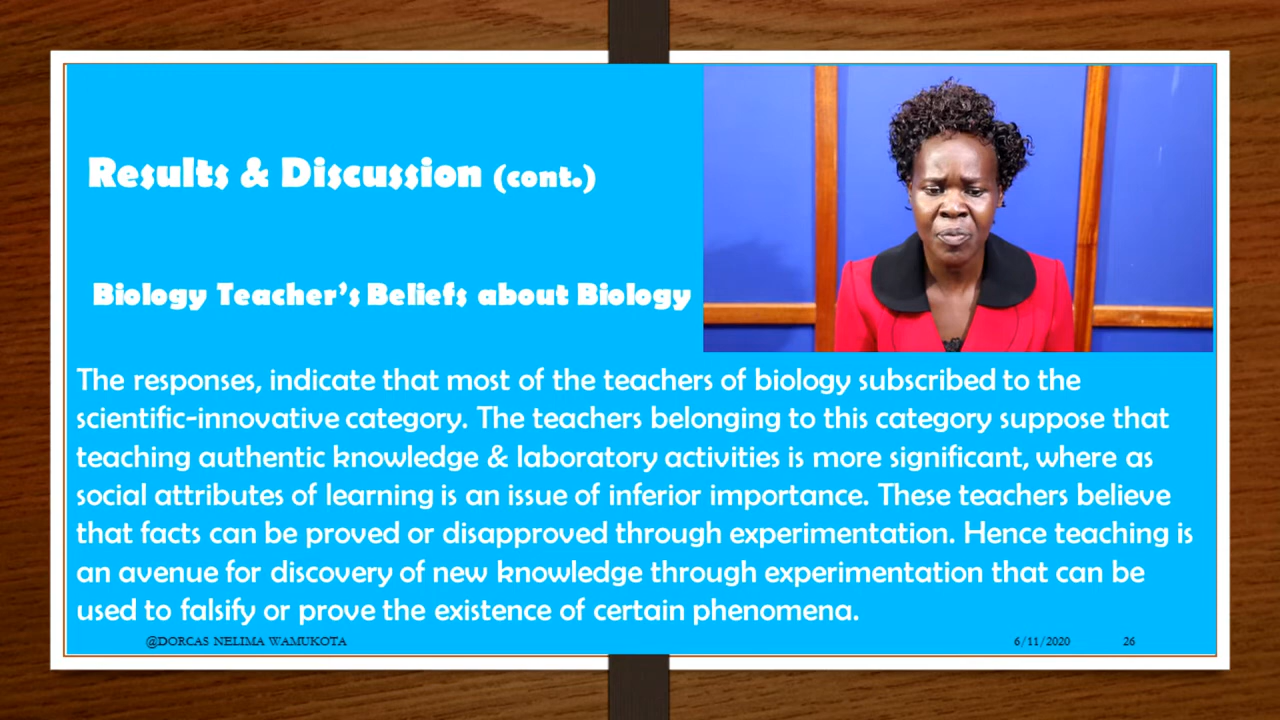 Results & Discussion (cont.)
Biology Teacher's Beliefs about Biology
The responses, indicate that most of the teachers of biology subscribed to the
scientific-innovative category. The teachers belonging to this category suppose that
teaching authentic knowledge & laboratory activities is more significant, where as
social attributes of learning is an issue of inferior importance. These teachers believe
that facts can be proved or disapproved through experimentation. Hence teaching is
an avenue for discovery of new knowledge through experimentation that can be
used to falsify or prove the existence of certain phenomena.
@DORCAS NELIMA WAMUKOTA 6/11/2020 26